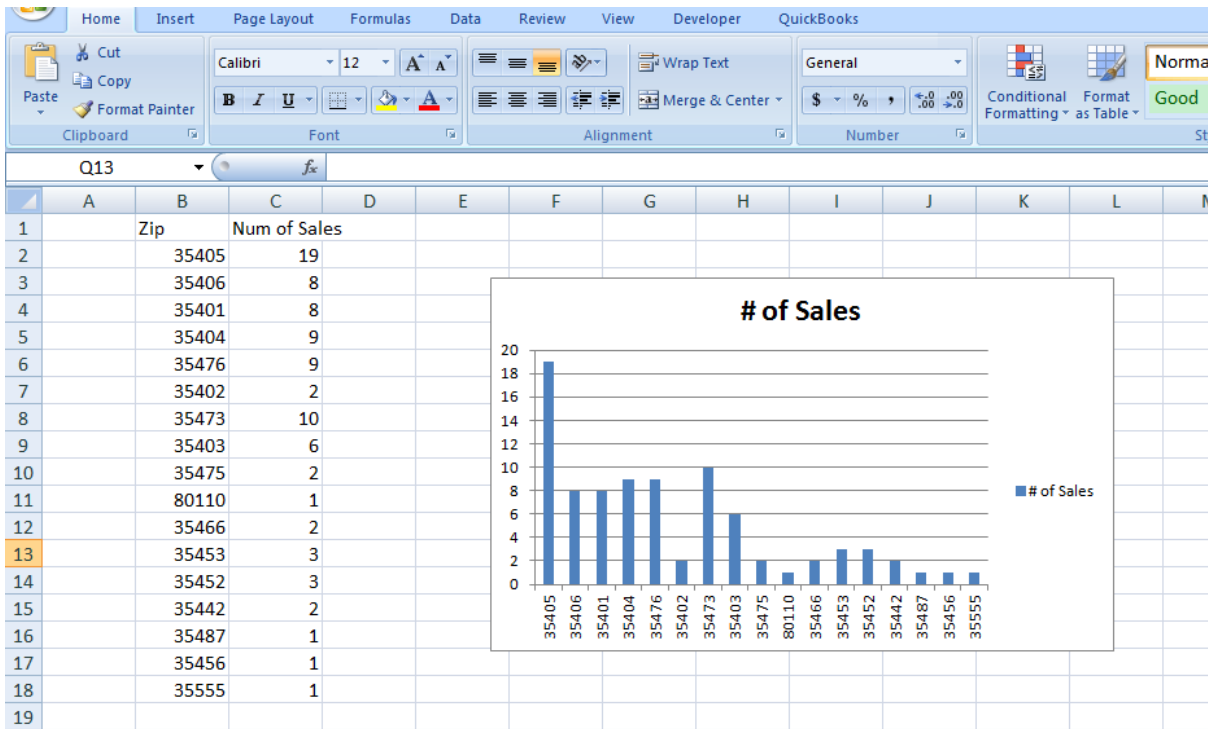 Home Insert Page Layout Formulas Data Review View Developer QuickBooks
Cut
Copy
Format Painter
Paste
Clipboard
Calibri 12 A A
B I U A
Font
Wrap Text
Merge & Center
Alignment
General
$ % , .0 .00 .00 .0
Number
Conditional Formatting
Format as Table
Norma
Good
St
Q13 fx
A B C D E F G H I J K L
1 Zip Num of Sales
2 35405 19
3 35406 8
4 35401 8
5 35404 9
6 35476 9
7 35402 2
8 35473 10
9 35403 6
10 35475 2
11 80110 1
12 35466 2
13 35453 3
14 35452 3
15 35442 2
16 35487 1
17 35456 1
18 35555 1
19
# of Sales
20
18
16
14
12
10
8
6
4
2
0
35405 35406 35401 35404 35476 35402 35473 35403 35475 80110 35466 35453 35452 35442 35487 35456 35555
# of Sales